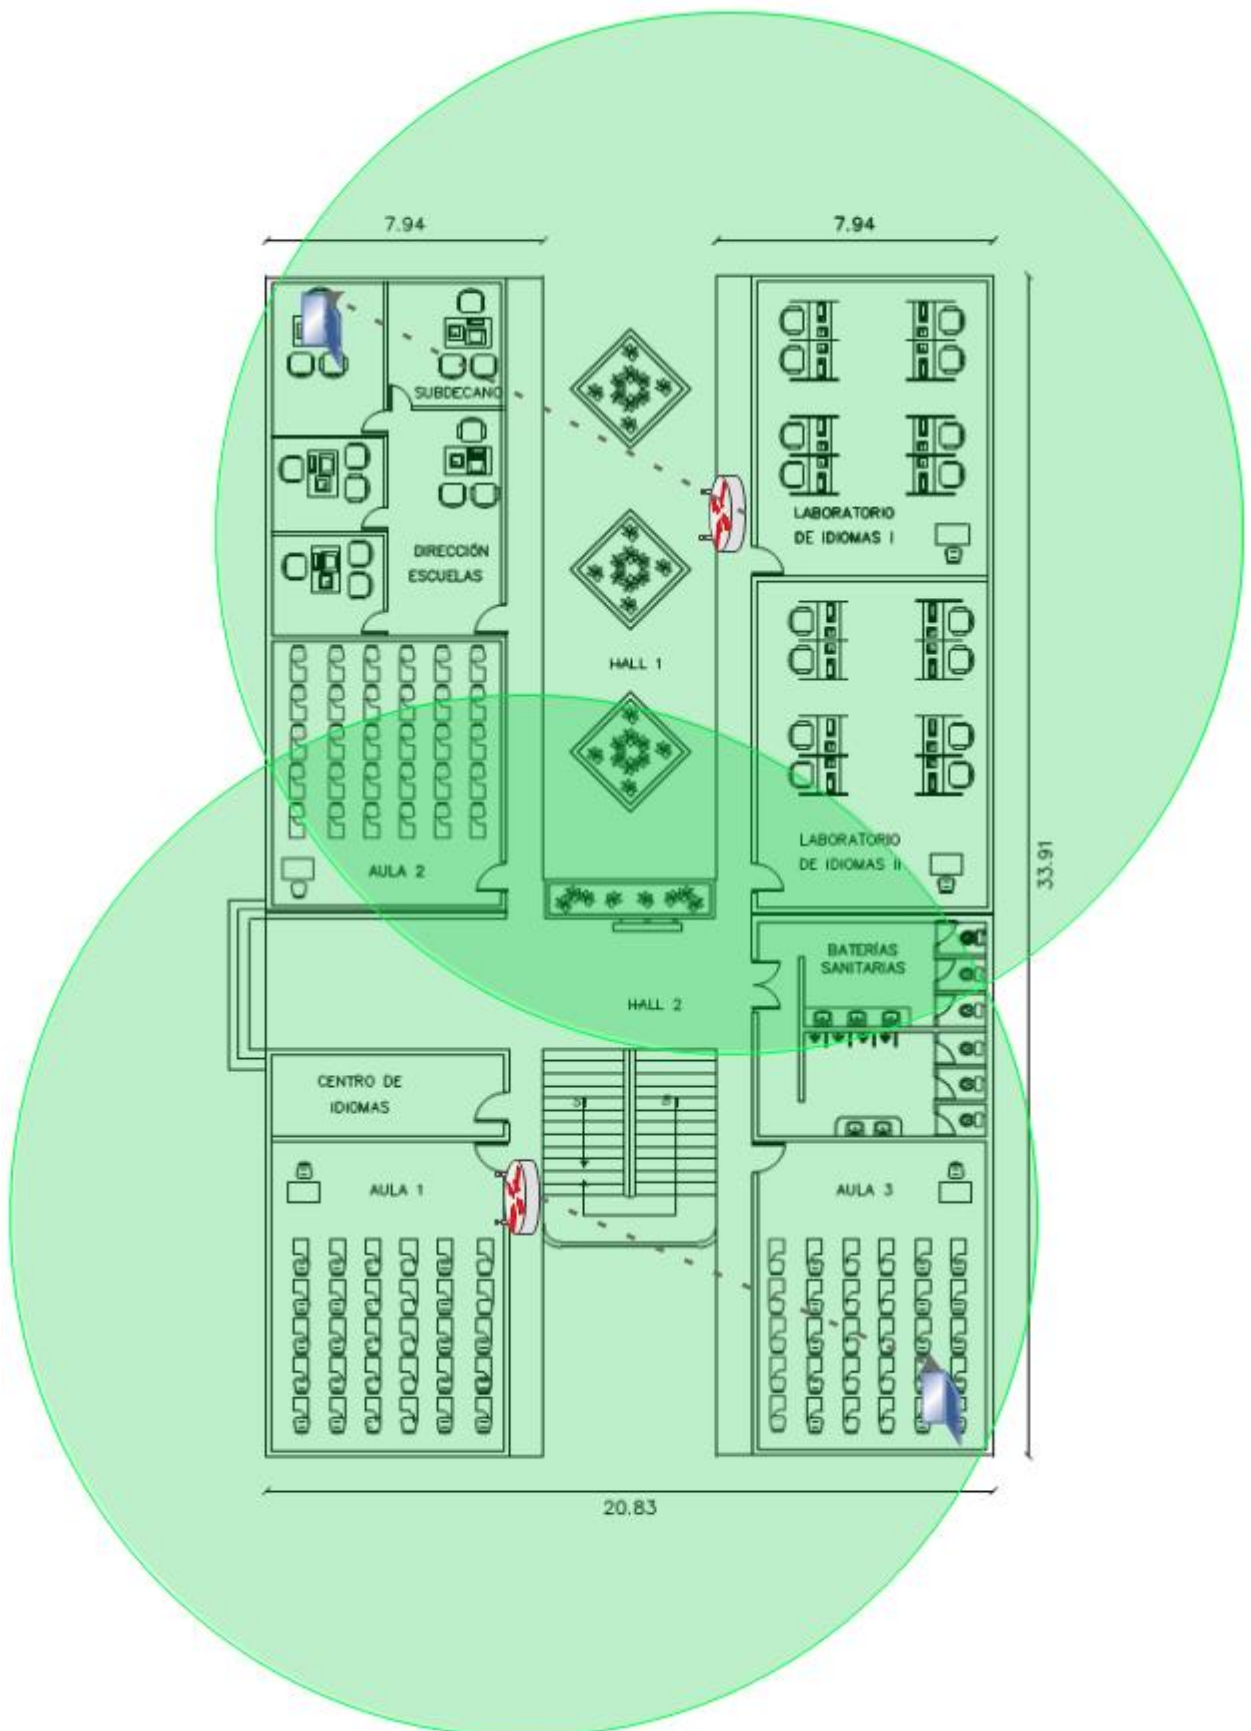 7.94
7.94
SUBDECANO
LABORATORIO
DE IDIOMAS I
DIRECCIÓN
ESCUELAS
HALL 1
LABORATORIO
DE IDIOMAS II
AULA 2
33.91
BATERÍAS
SANITARIAS
HALL 2
CENTRO DE
IDIOMAS
AULA 1
AULA 3
20.83